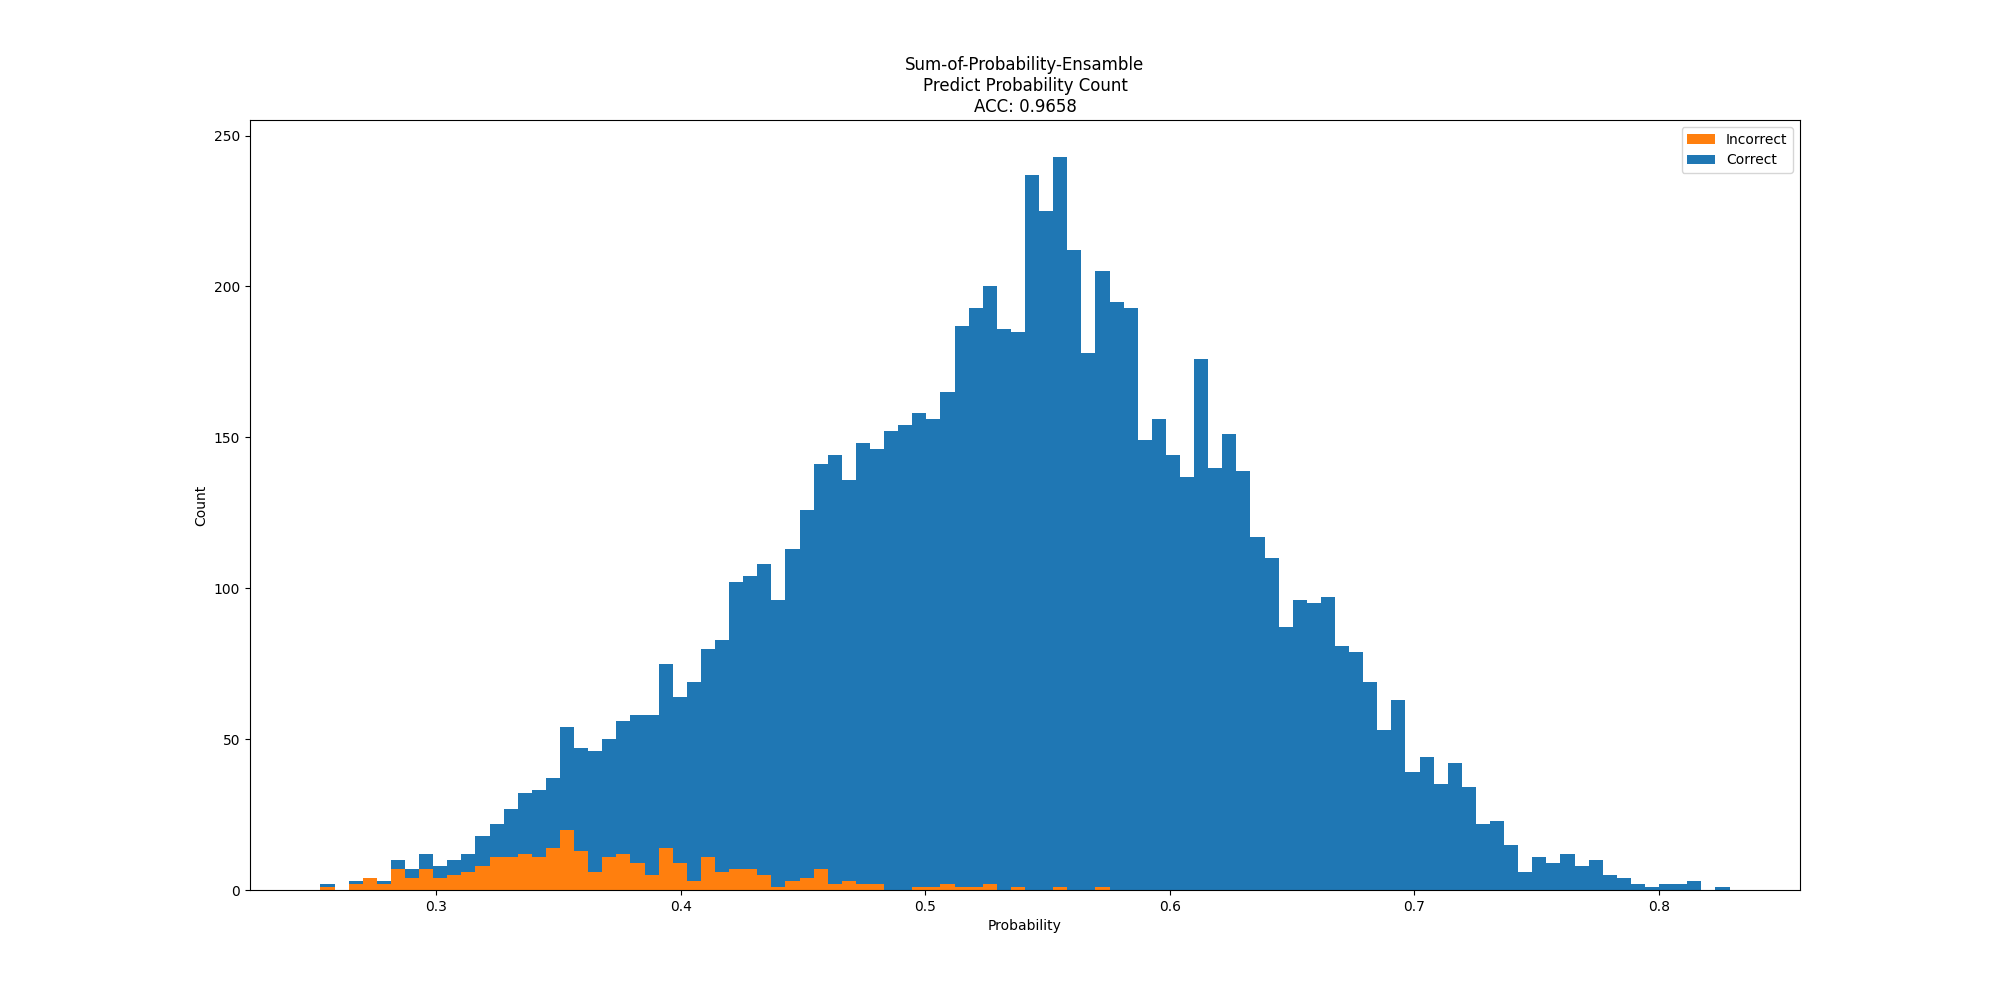 Sum-of-Probability-Ensamble
Predict Probability Count
ACC: 0.9658
Incorrect
Correct
250
200
150
100
50
0
Count
0.3 0.4 0.5 0.6 0.7 0.8
Probability